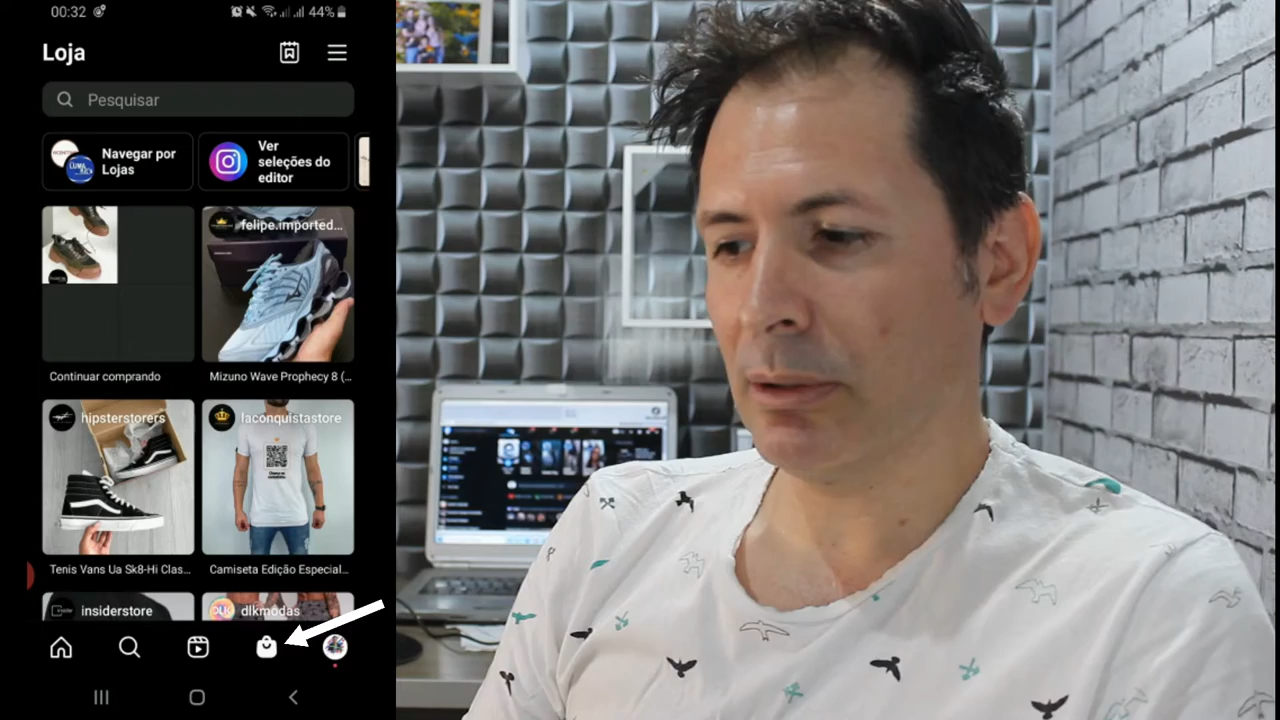 00:32
44%
Loja
Pesquisar
Navegar por
Lojas
Ver
seleções do
editor
felipe.imported...
Continuar comprando
Mizuno Wave Prophecy 8 (...
hipsterstorers
laconquistastore
Tenis Vans Ua Sk8-Hi Clas...
Camiseta Edição Especial...
insiderstore
DLK
dlkmodas